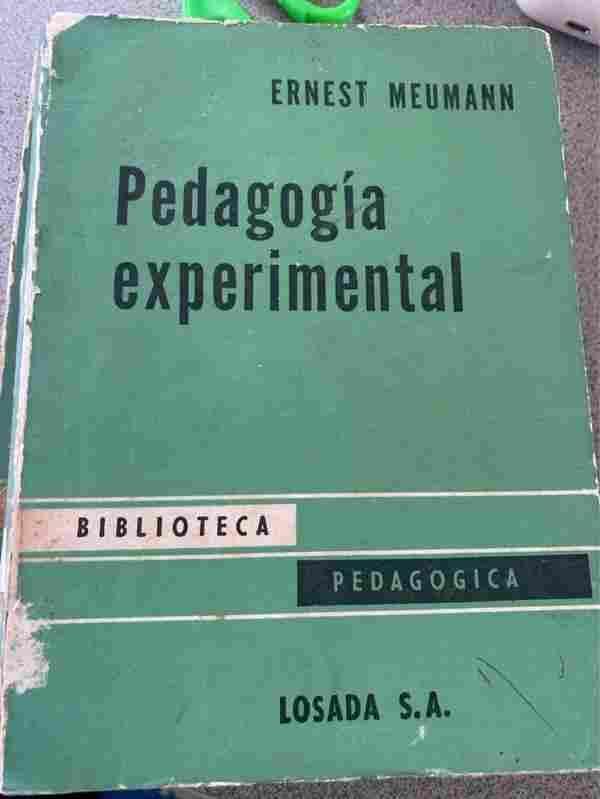 ERNEST MEUMANN
Pedagogía
experimental
BIBLIOTECA
PEDAGOGICA
LOSADA S.A.